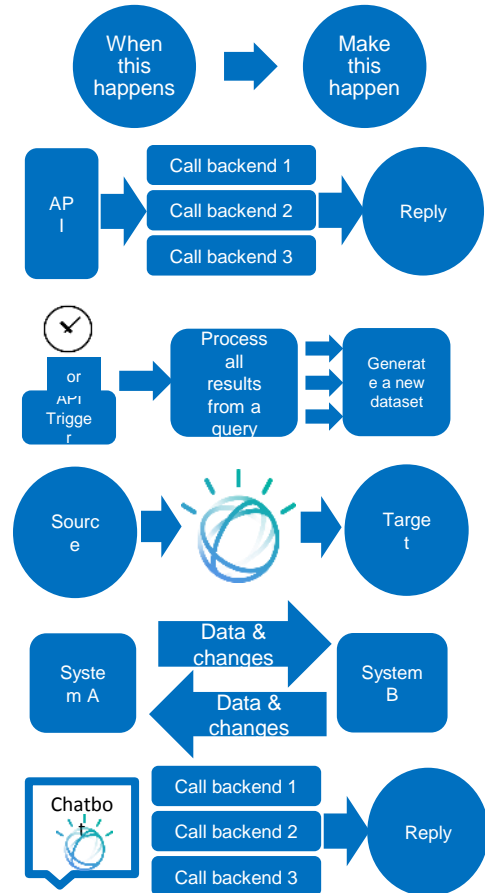 When
this
happens
Make
this
happen
AP
I
Call backend 1
Call backend 2
Call backend 3
Reply
or
API
Trigge
r
Process
all
results
from a
query
Generat
e a new
dataset
Sourc
e
Targe
t
Syste
m A
Data &
changes
Data &
changes
System
B
Chatbo
t
Call backend 1
Call backend 2
Call backend 3
Reply